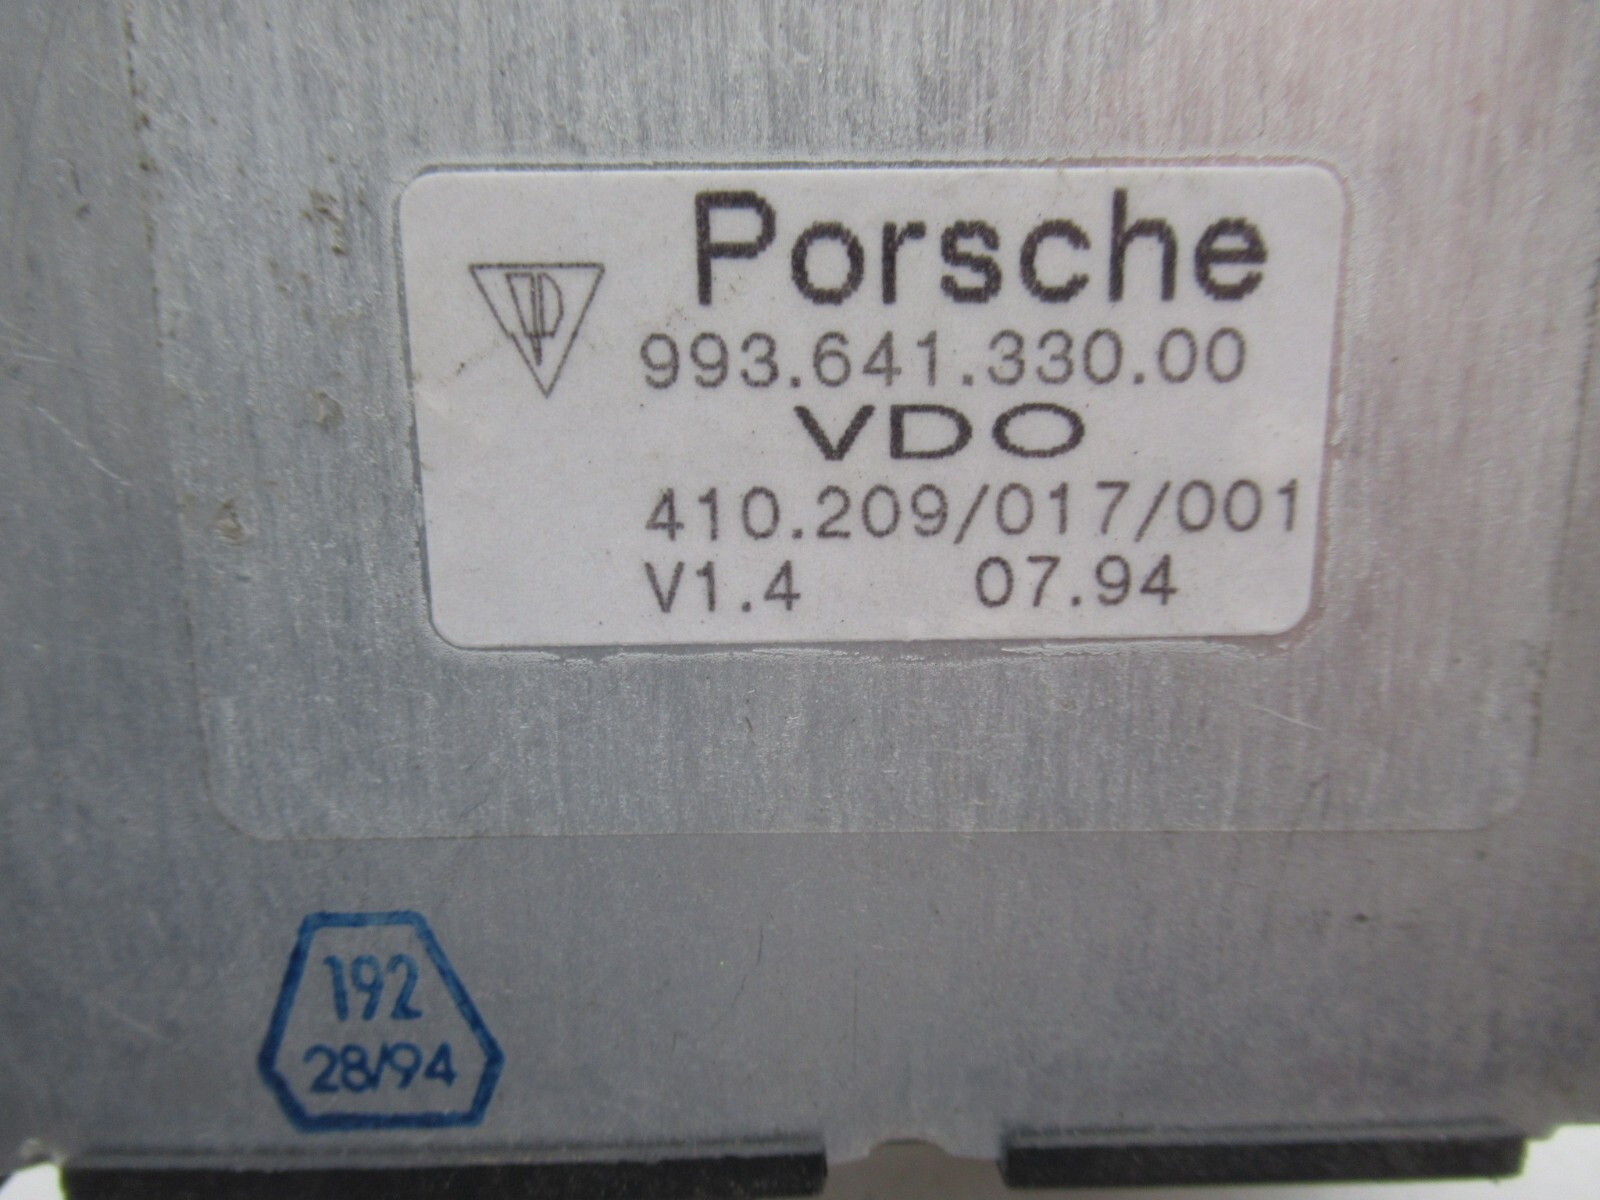 Porsche
993.641.330.00
VDO
410.209/017/001
V1.4 07.94
192
28/94